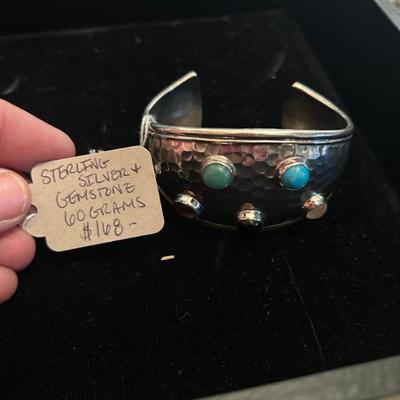 STERLING
SILVER +
GEMSTONE
60 GRAMS
$168-